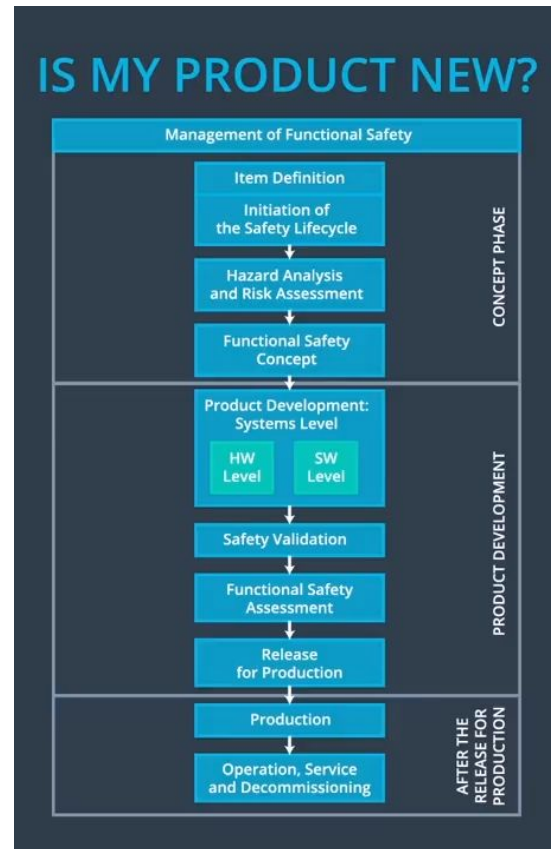 IS MY PRODUCT NEW?
Management of Functional Safety
Item Definition
Initiation of
the Safety Lifecycle
Hazard Analysis
and Risk Assessment
Functional Safety
Concept
CONCEPT PHASE
Product Development:
Systems Level
HW
Level
SW
Level
Safety Validation
Functional Safety
Assessment
Release
for Production
PRODUCT DEVELOPMENT
Production
Operation, Service
and Decommissioning
AFTER THE
RELEASE FOR
PRODUCTION